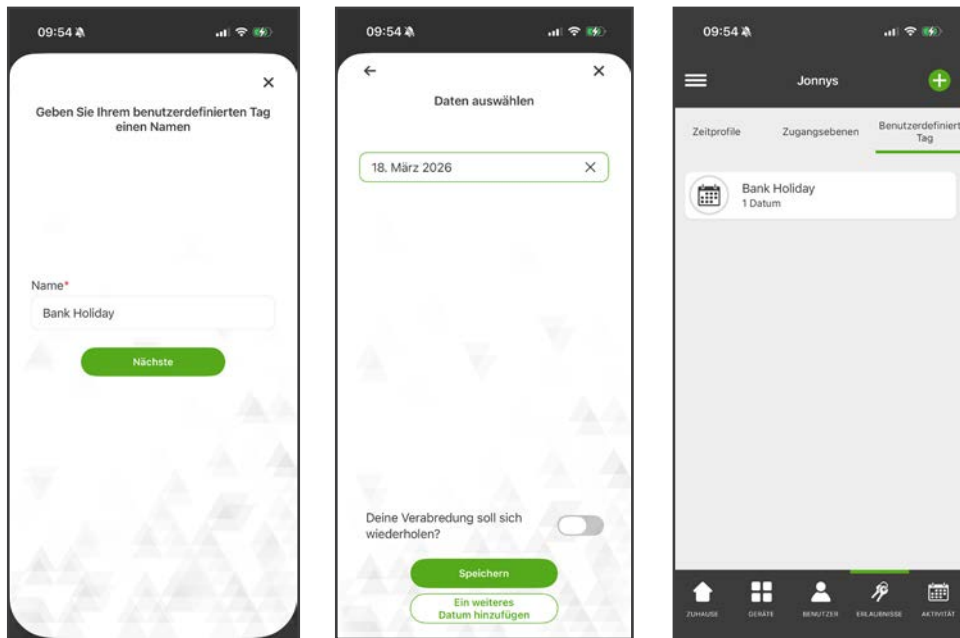 09:54
Geben Sie Ihrem benutzerdefinierten Tag
einen Namen
Name*
Bank Holiday
Nächste
09:54
Daten auswählen
18. März 2026
Deine Verabredung soll sich
wiederholen?
Speichern
Ein weiteres
Datum hinzufügen
09:54
Jonnys
Zeitprofile
Zugangsebenen
Benutzerdefiniert
Tag
Bank Holiday
1 Datum
ZUHAUSE
GERÄTE
BENUTZER
ERLAUBNISSE
AKTIVITÄT